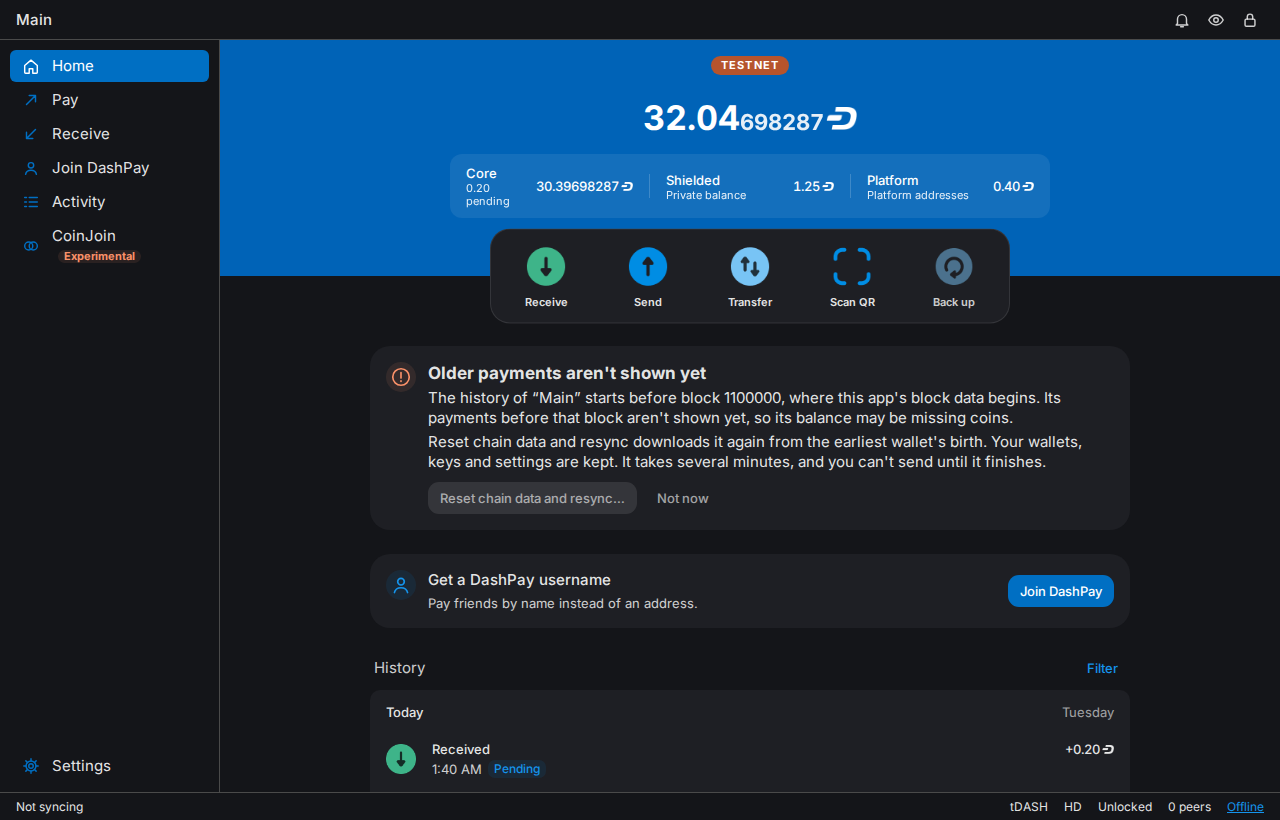 Main
Home
Pay
Receive
Join DashPay
Activity
CoinJoin
Experimental
Settings
TESTNET
32.04698287
Core
0.20
pending
30.39698287
Shielded
Private balance
1.25
Platform
Platform addresses
0.40
Receive
Send
Transfer
Scan QR
Back up
Older payments aren't shown yet
The history of “Main” starts before block 1100000, where this app's block data begins. Its
payments before that block aren't shown yet, so its balance may be missing coins.
Reset chain data and resync downloads it again from the earliest wallet's birth. Your wallets,
keys and settings are kept. It takes several minutes, and you can't send until it finishes.
Reset chain data and resync...
Not now
Get a DashPay username
Pay friends by name instead of an address.
Join DashPay
History
Filter
Today
Tuesday
Received
+0.20
1:40 AM Pending
Not syncing
tDASH HD Unlocked 0 peers Offline